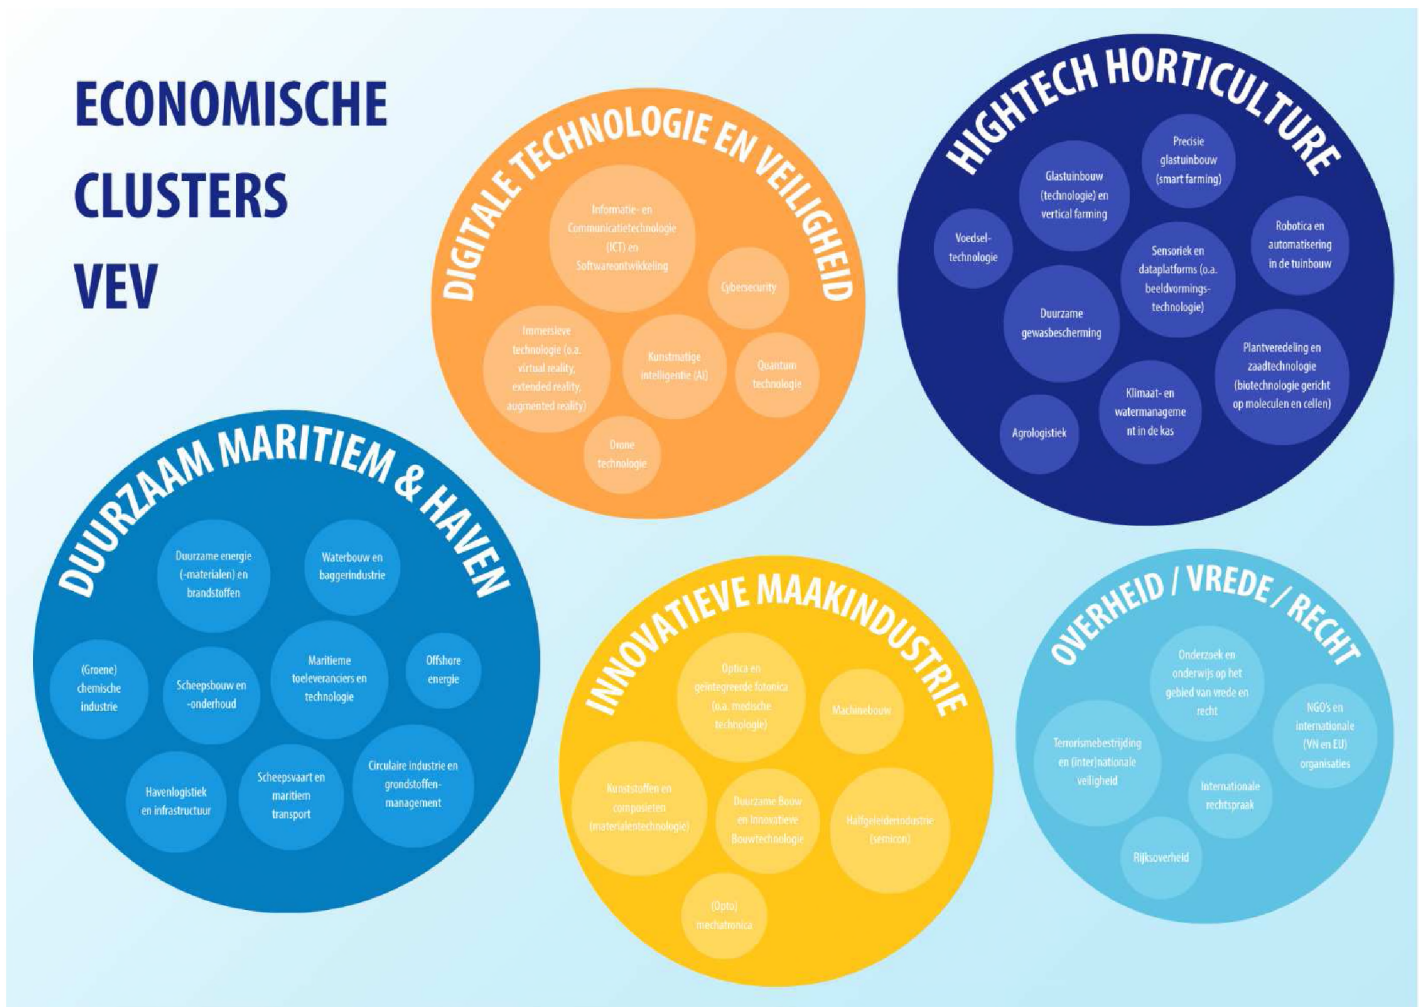 ECONOMISCHE
CLUSTERS
VEV
DIGITALE TECHNOLOGIE EN VEILIGHEID
Informatie- en
Communicatietechnologie
(ICT) en
Softwareontwikkeling
Cybersecurity
Immersieve
technologie (o.a.
virtual reality,
extended reality,
augmented reality)
Kunstmatige
intelligentie (AI)
Quantum
technologie
Drone
technologie
HIGHTECH HORTICULTURE
Precisie
glastuinbouw
(smart farming)
Glastuinbouw
(technologie) en
vertical farming
Voedsel-
technologie
Sensoriek en
dataplatforms (o.a.
beeldvormings-
technologie)
Robotica en
automatisering
in de tuinbouw
Duurzame
gewasbescherming
Plantveredeling en
zaadtechnologie
(biotechnologie gericht
op moleculen en cellen)
Klimaat- en
watermanageme
nt in de kas
Agrologistiek
DUURZAAM MARITIEM & HAVEN
Duurzame energie
(-materialen) en
brandstoffen
Waterbouw en
baggerindustrie
(Groene)
chemische
industrie
Scheepsbouw en
-onderhoud
Maritieme
toeleveranciers en
technologie
Offshore
energie
Havenlogistiek
en infrastructuur
Scheepsvaart en
maritiem
transport
Circulaire industrie en
grondstoffen-
management
INNOVATIEVE MAAKINDUSTRIE
Optica en
geïntegreerde fotonica
(o.a. medische
technologie)
Machinebouw
Kunststoffen en
composieten
(materialentechnologie)
Duurzame Bouw
en Innovatieve
Bouwtechnologie
Halfgeleiderindustrie
(semicon)
(Opto)
mechatronica
OVERHEID / VREDE / RECHT
Onderzoek en
onderwijs op het
gebied van vrede en
recht
NGO's en
internationale
(VN en EU)
organisaties
Terrorismebestrijding
en (inter)nationale
veiligheid
Internationale
rechtspraak
Rijksoverheid